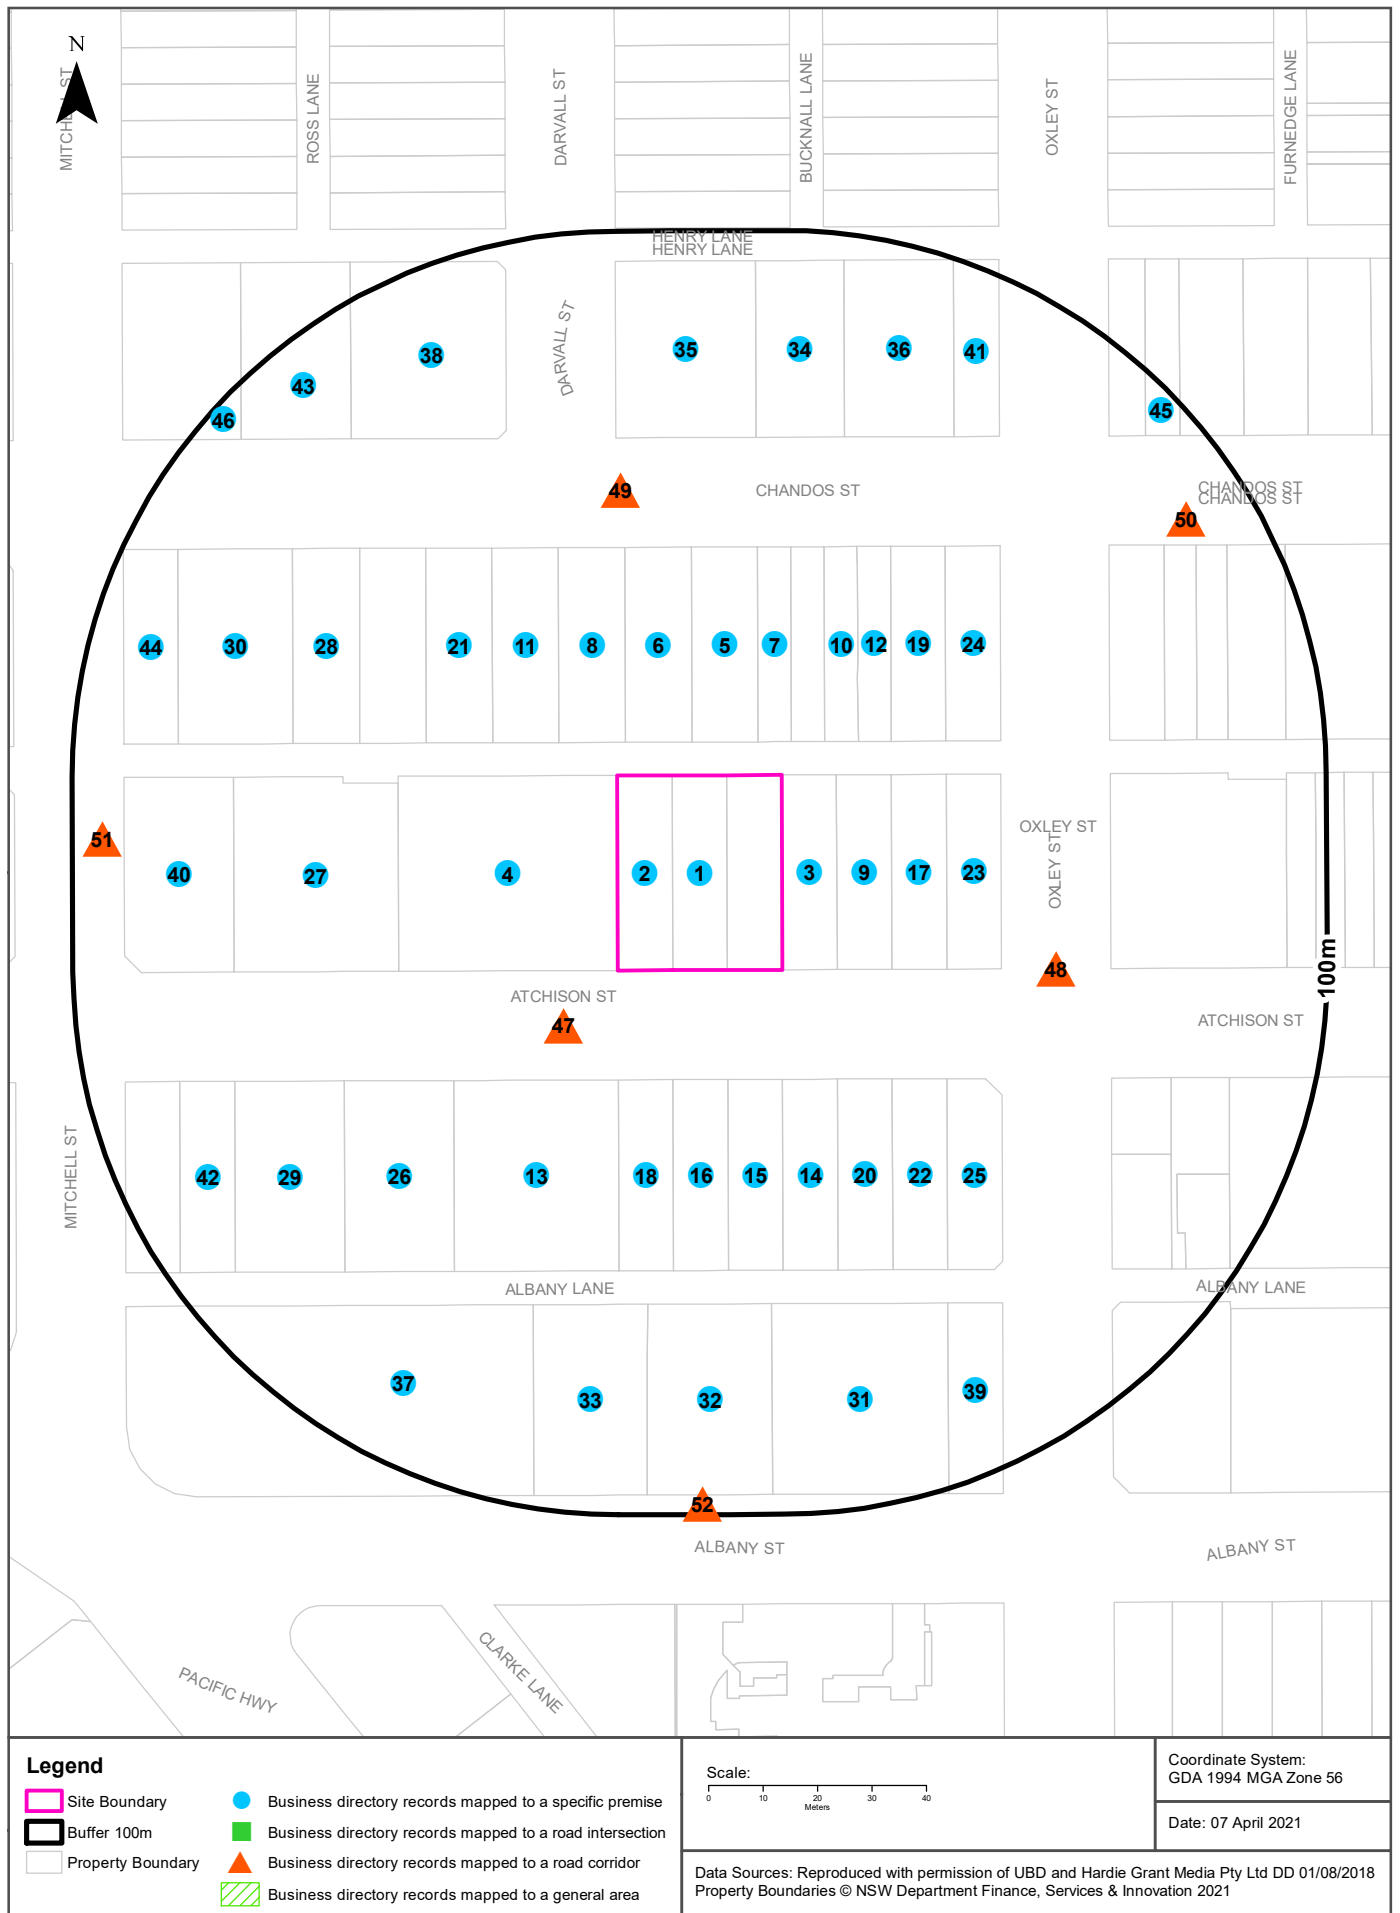 N
MITCHELL ST
ROSS LANE
DARVALL ST
BUCKNALL LANE
OXLEY ST
FURNEDGE LANE
HENRY LANE
HENRY LANE
DARVALL ST
38
35
34
36
41
43
46
45
49
CHANDOS ST
CHANDOS ST
CHANDOS ST
50
44
30
28
21
11
8
6
5
7
10
12
19
24
OXLEY ST
OXLEY ST
51
40
27
4
2
1
3
9
17
23
100m
48
ATCHISON ST
47
ATCHISON ST
MITCHELL ST
42
29
26
13
18
16
15
14
20
22
25
ALBANY LANE
ALBANY LANE
37
33
32
31
39
52
ALBANY ST
ALBANY ST
CLARKE LANE
PACIFIC HWY
Legend
Site Boundary
Buffer 100m
Property Boundary
Business directory records mapped to a specific premise
Business directory records mapped to a road intersection
Business directory records mapped to a road corridor
Business directory records mapped to a general area
Scale:
0 10 20 30 40
Meters
Coordinate System:
GDA 1994 MGA Zone 56
Date: 07 April 2021
Data Sources: Reproduced with permission of UBD and Hardie Grant Media Pty Ltd DD 01/08/2018
Property Boundaries © NSW Department Finance, Services & Innovation 2021